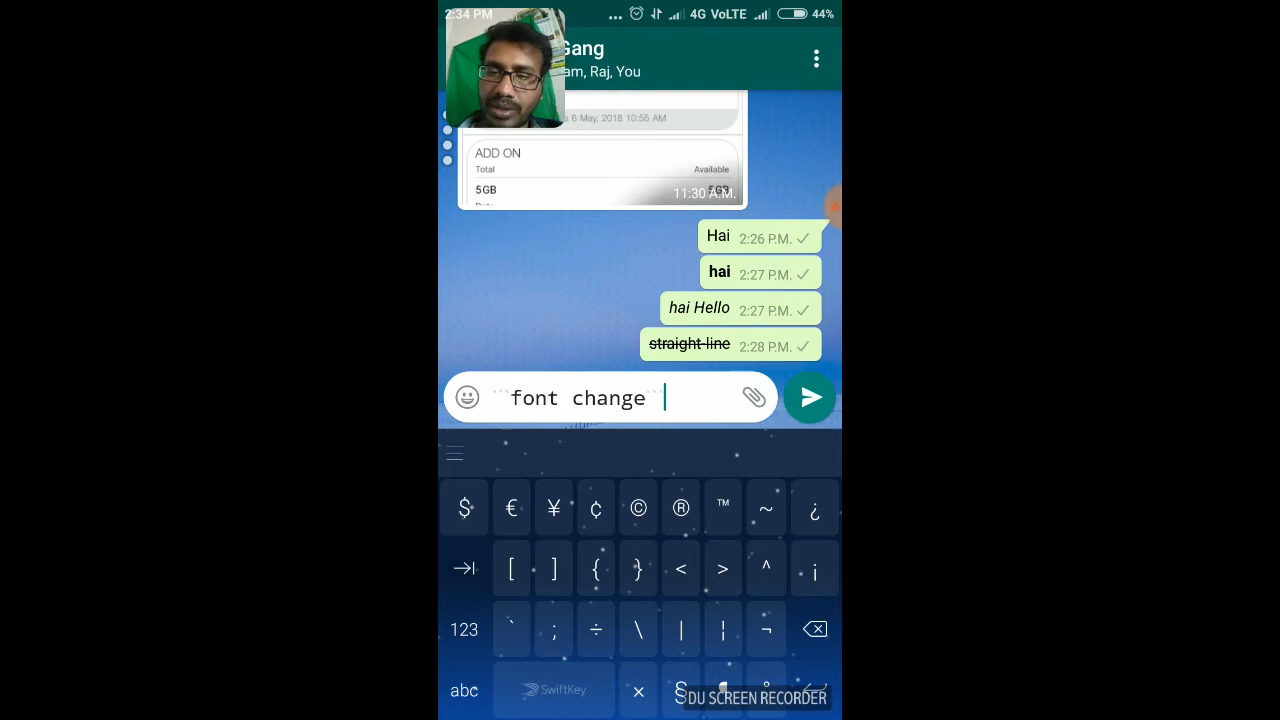 2:34 PM ... 4G VoLTE 44%
Gang
am, Raj, You
6 May, 2018 10:55 AM
ADD ON
Total Available
5GB
11:30 A.M.
Hai 2:26 P.M.
hai 2:27 P.M.
hai Hello 2:27 P.M.
straight-line 2:28 P.M.
```font change```
$ € ¥ ¢ © ® ™ ~ ¿
[ ] { } < > ^ ¡
123 ` ; ÷ \ | ¦ ¬
abc SwiftKey × § ¶ °
DU SCREEN RECORDER